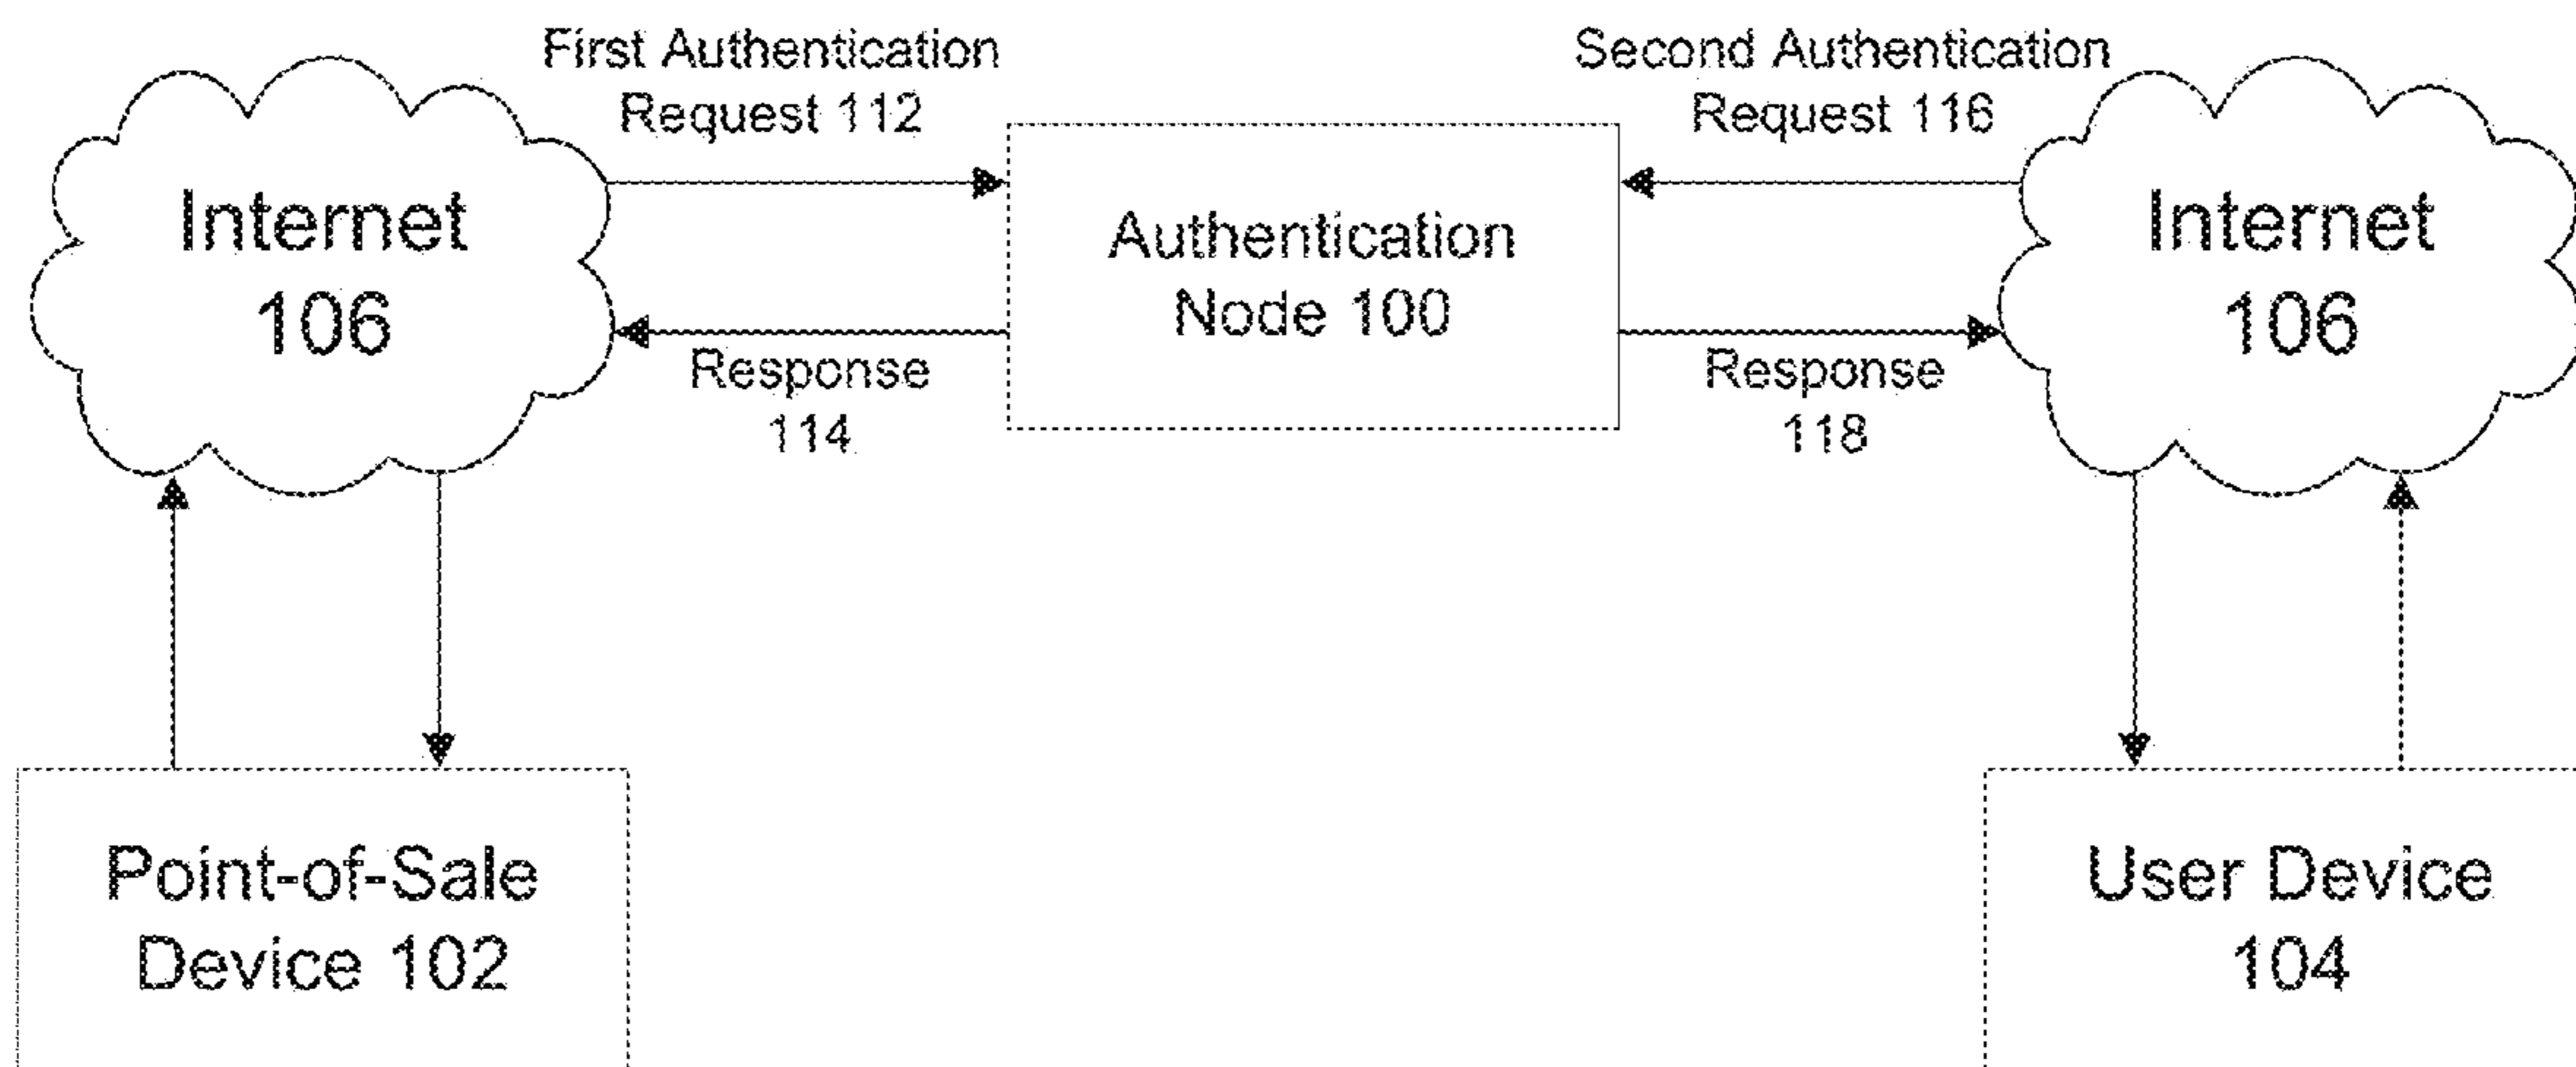 First Authentication
Request 112
Second Authentication
Request 116
Internet
106
Authentication
Node 100
Internet
106
Response
114
Response
118
Point-of-Sale
Device 102
User Device
104